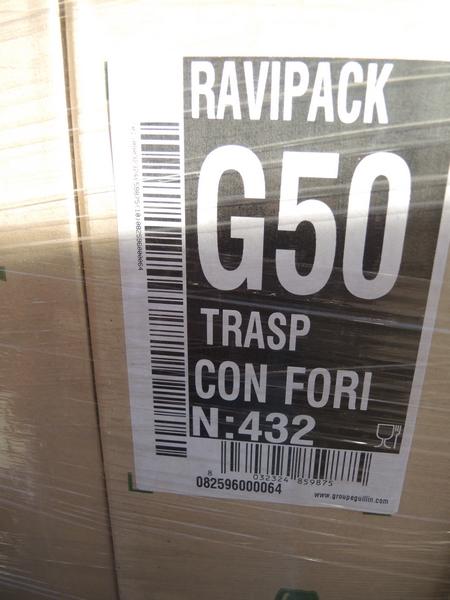 RAVIPACK
G50
TRASP
CON FORI
N:432
8 032324 859875
082596000064
www.groupeguillin.com